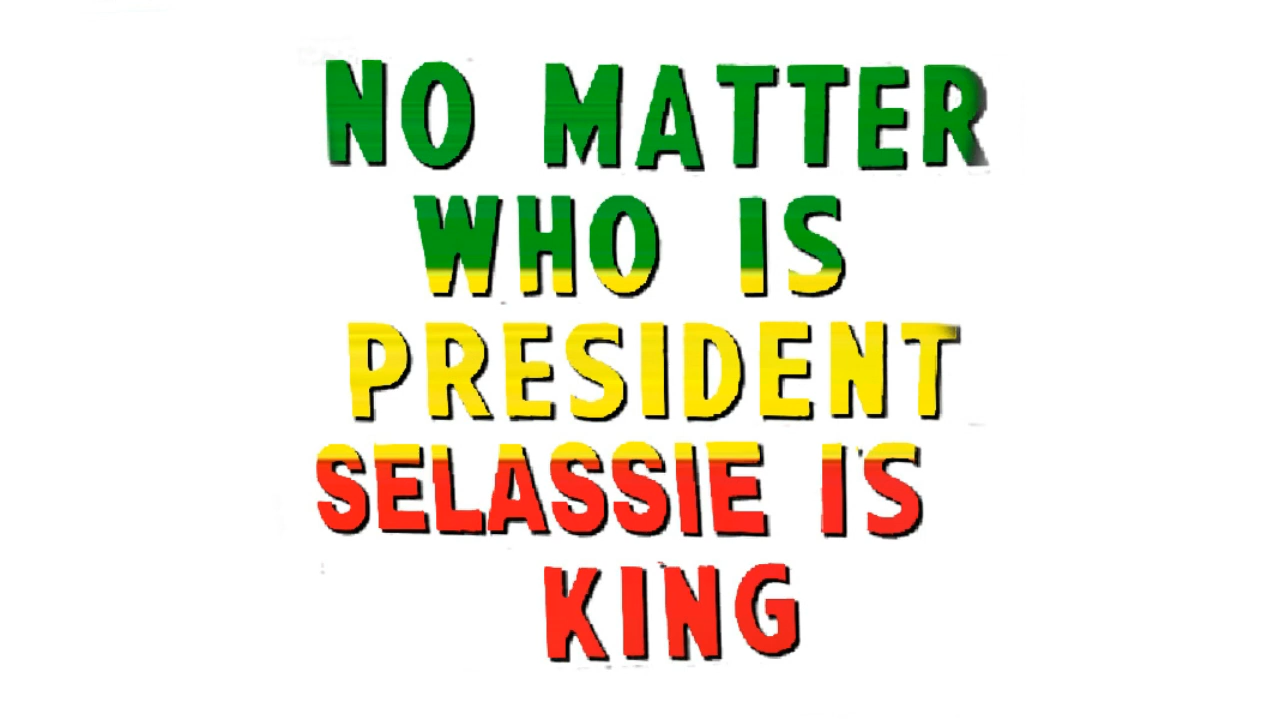 NO MATTER
WHO IS
PRESIDENT
SELASSIE IS
KING